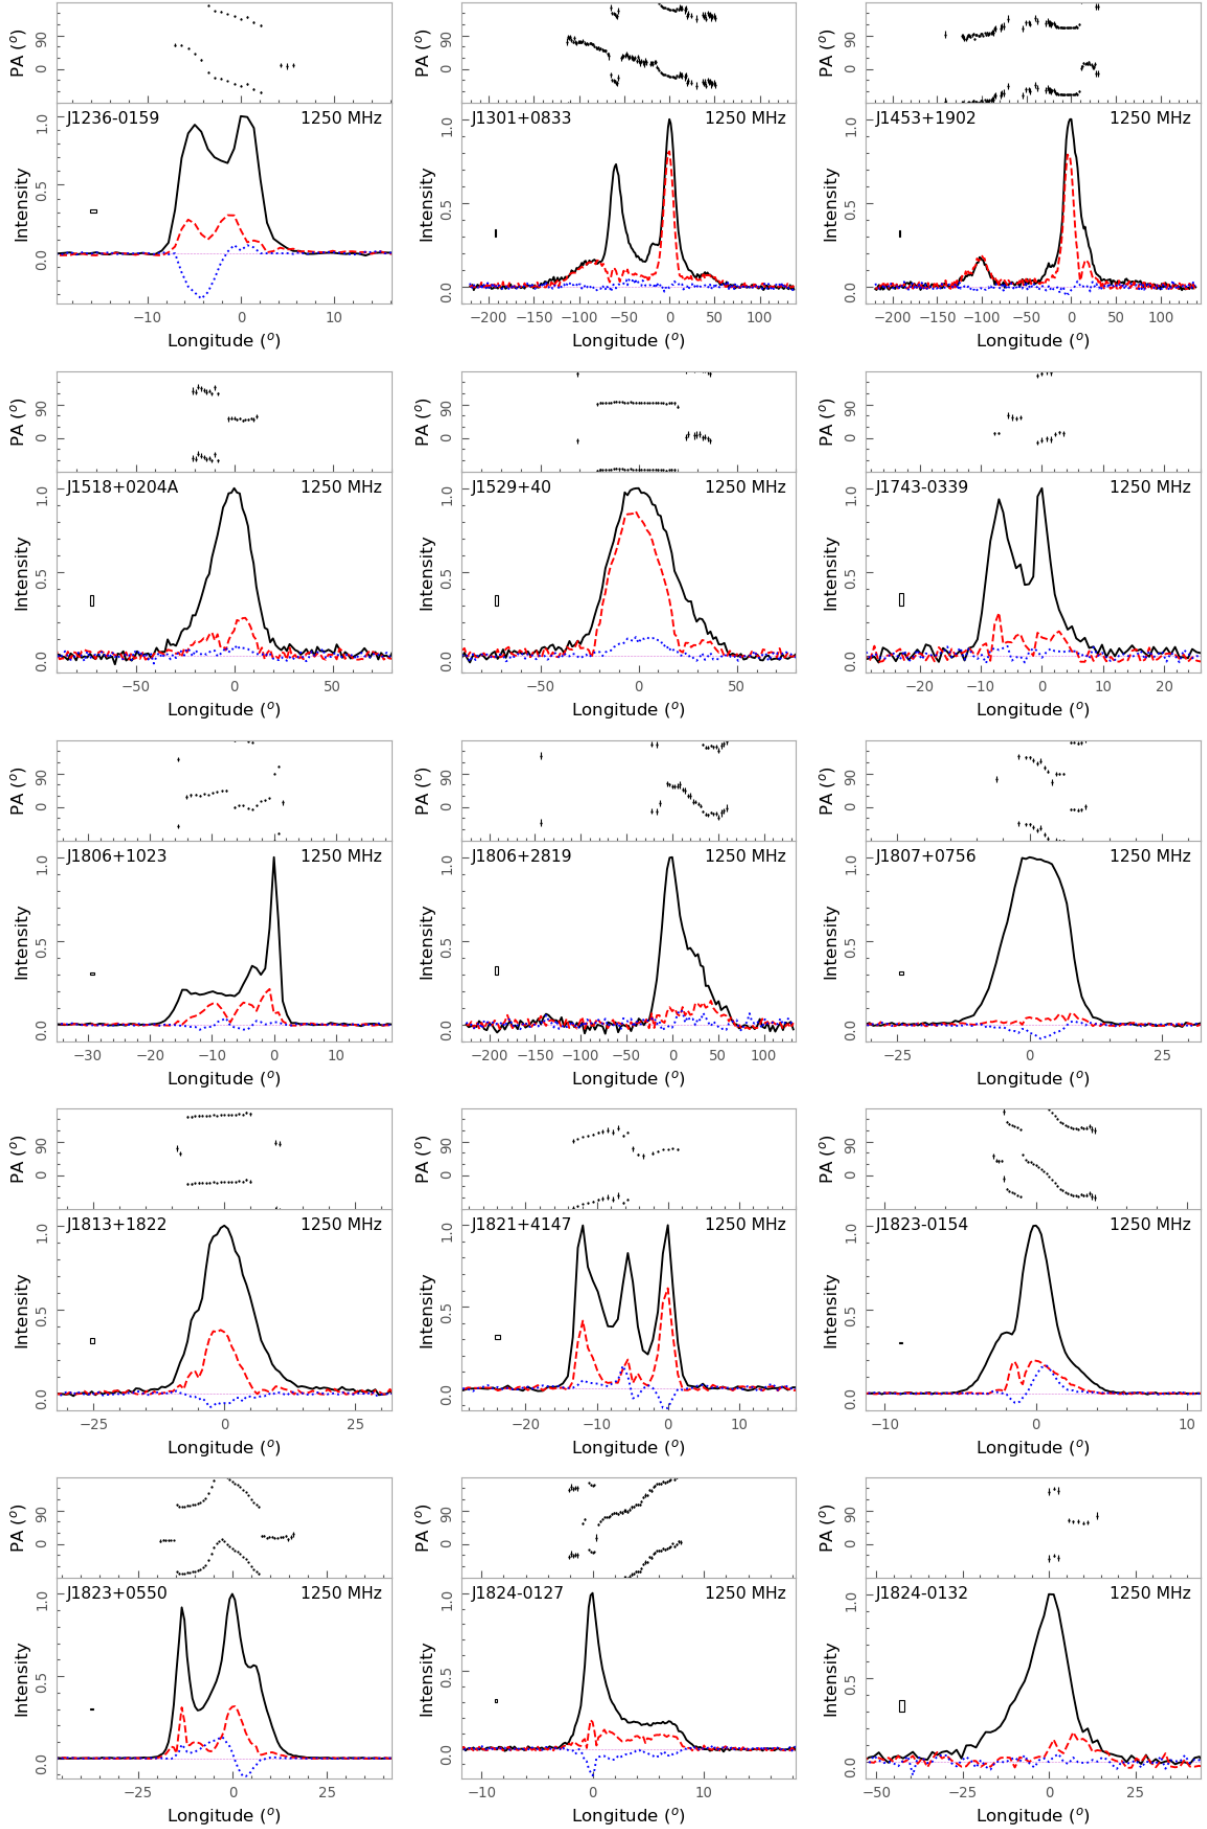 PA (°) 90 0
J1236-0159 1250 MHz
Intensity 1.0 0.5 0.0
−10 0 10
Longitude (°)
PA (°) 90 0
J1301+0833 1250 MHz
Intensity 1.0 0.5 0.0
−200 −150 −100 −50 0 50 100
Longitude (°)
PA (°) 90 0
J1453+1902 1250 MHz
Intensity 1.0 0.5 0.0
−200 −150 −100 −50 0 50 100
Longitude (°)
PA (°) 90 0
J1518+0204A 1250 MHz
Intensity 1.0 0.5 0.0
−50 0 50
Longitude (°)
PA (°) 90 0
J1529+40 1250 MHz
Intensity 1.0 0.5 0.0
−50 0 50
Longitude (°)
PA (°) 90 0
J1743-0339 1250 MHz
Intensity 1.0 0.5 0.0
−20 −10 0 10 20
Longitude (°)
PA (°) 90 0
J1806+1023 1250 MHz
Intensity 1.0 0.5 0.0
−30 −20 −10 0 10
Longitude (°)
PA (°) 90 0
J1806+2819 1250 MHz
Intensity 1.0 0.5 0.0
−200 −150 −100 −50 0 50 100
Longitude (°)
PA (°) 90 0
J1807+0756 1250 MHz
Intensity 1.0 0.5 0.0
−25 0 25
Longitude (°)
PA (°) 90 0
J1813+1822 1250 MHz
Intensity 1.0 0.5 0.0
−25 0 25
Longitude (°)
PA (°) 90 0
J1821+4147 1250 MHz
Intensity 1.0 0.5 0.0
−20 −10 0 10
Longitude (°)
PA (°) 90 0
J1823-0154 1250 MHz
Intensity 1.0 0.5 0.0
−10 0 10
Longitude (°)
PA (°) 90 0
J1823+0550 1250 MHz
Intensity 1.0 0.5 0.0
−25 0 25
Longitude (°)
PA (°) 90 0
J1824-0127 1250 MHz
Intensity 1.0 0.5 0.0
−10 0 10
Longitude (°)
PA (°) 90 0
J1824-0132 1250 MHz
Intensity 1.0 0.5 0.0
−50 −25 0 25
Longitude (°)